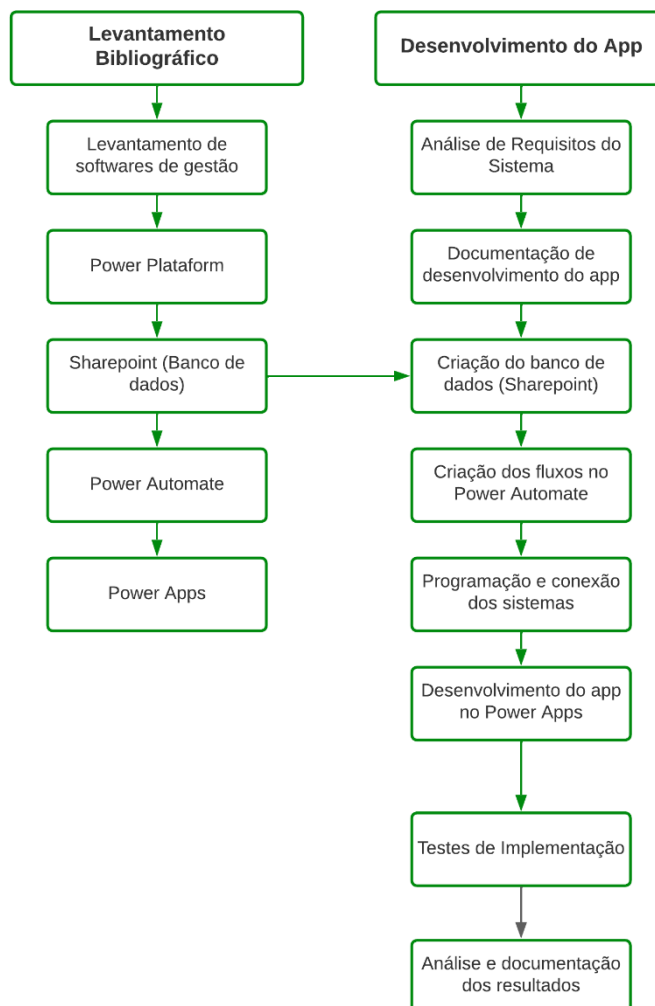 Levantamento
Bibliográfico
Levantamento de
softwares de gestão
Power Plataform
Sharepoint (Banco de
dados)
Power Automate
Power Apps
Desenvolvimento do App
Análise de Requisitos do
Sistema
Documentação de
desenvolvimento do app
Criação do banco de
dados (Sharepoint)
Criação dos fluxos no
Power Automate
Programação e conexão
dos sistemas
Desenvolvimento do app
no Power Apps
Testes de Implementação
Análise e documentação
dos resultados